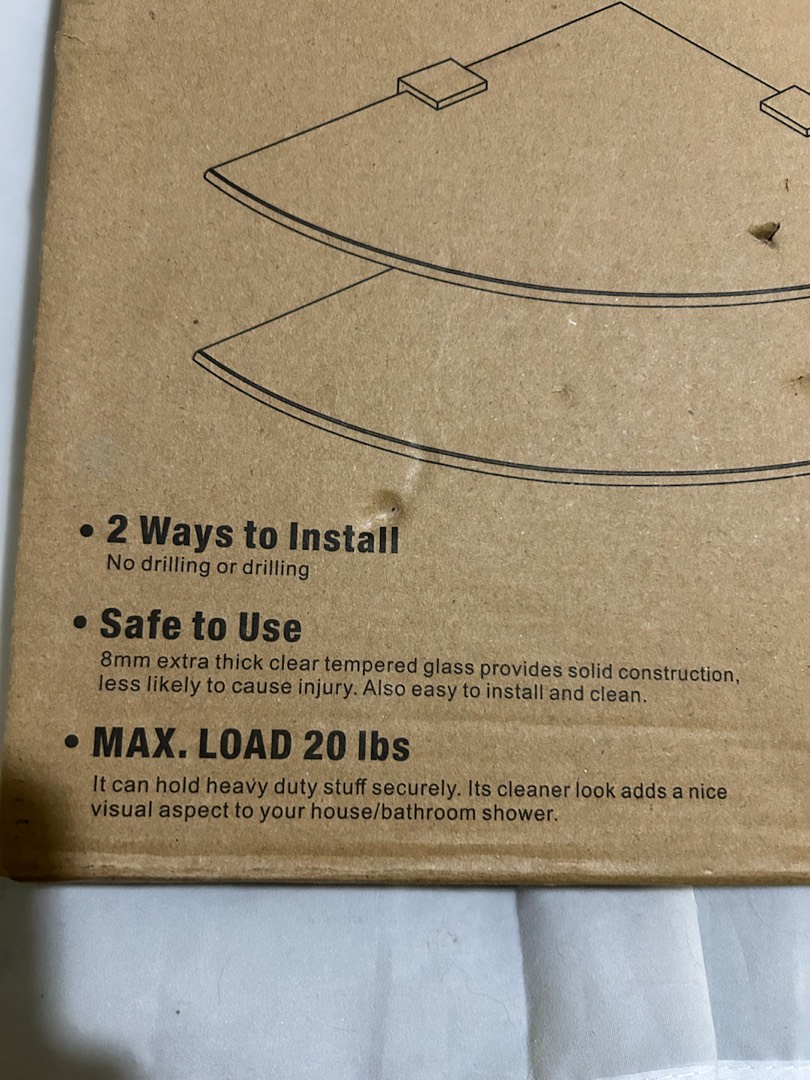 • 2 Ways to Install
No drilling or drilling
• Safe to Use
8mm extra thick clear tempered glass provides solid construction,
less likely to cause injury. Also easy to install and clean.
• MAX. LOAD 20 lbs
It can hold heavy duty stuff securely. Its cleaner look adds a nice
visual aspect to your house/bathroom shower.